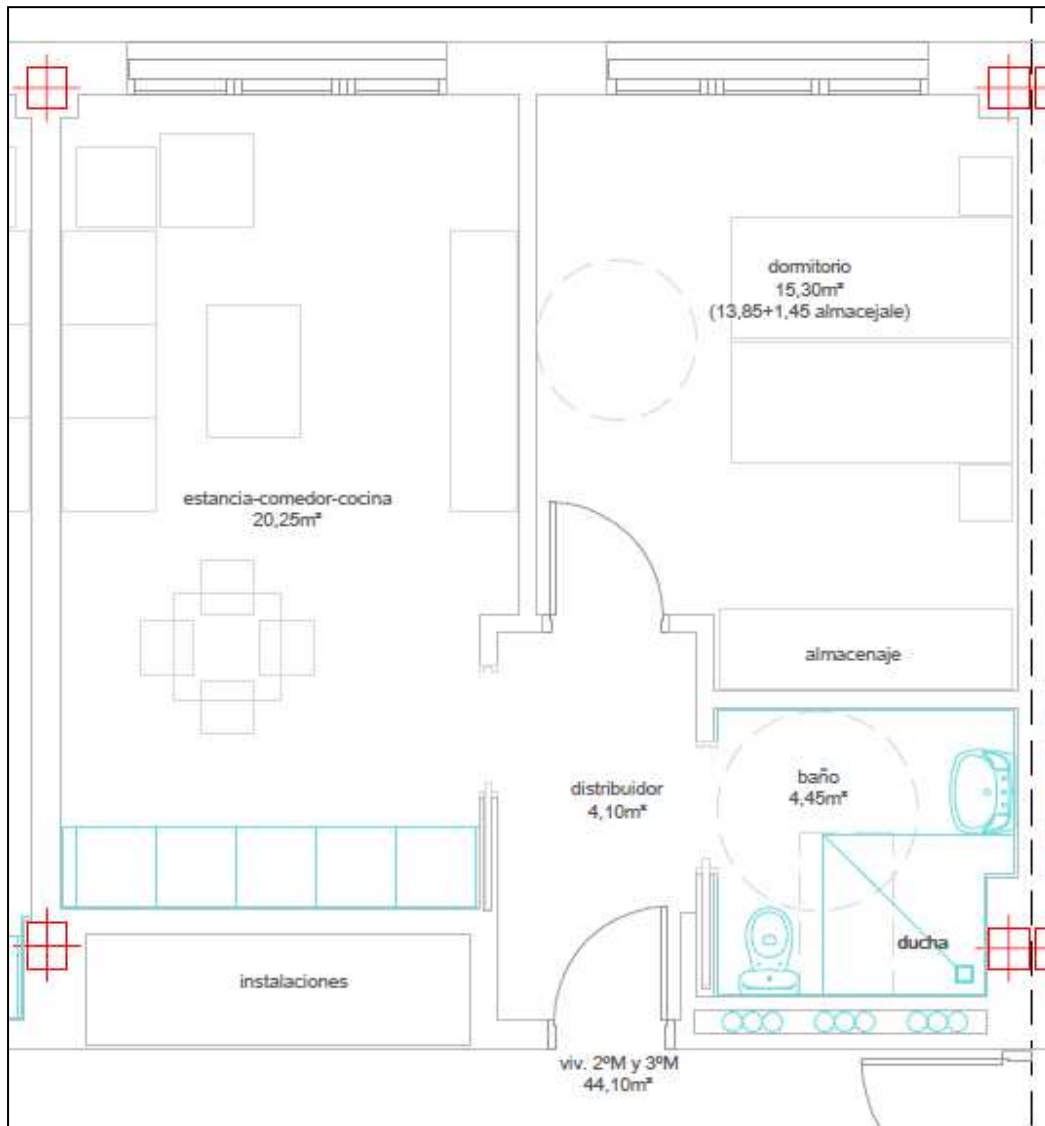 dormitorio
15,30m²
(13,85+1,45 almacejale)
estancia-comedor-cocina
20,25m²
almacenaje
distribuidor
4,10m²
baño
4,45m²
ducha
instalaciones
viv. 2ºM y 3ºM
44,10m²